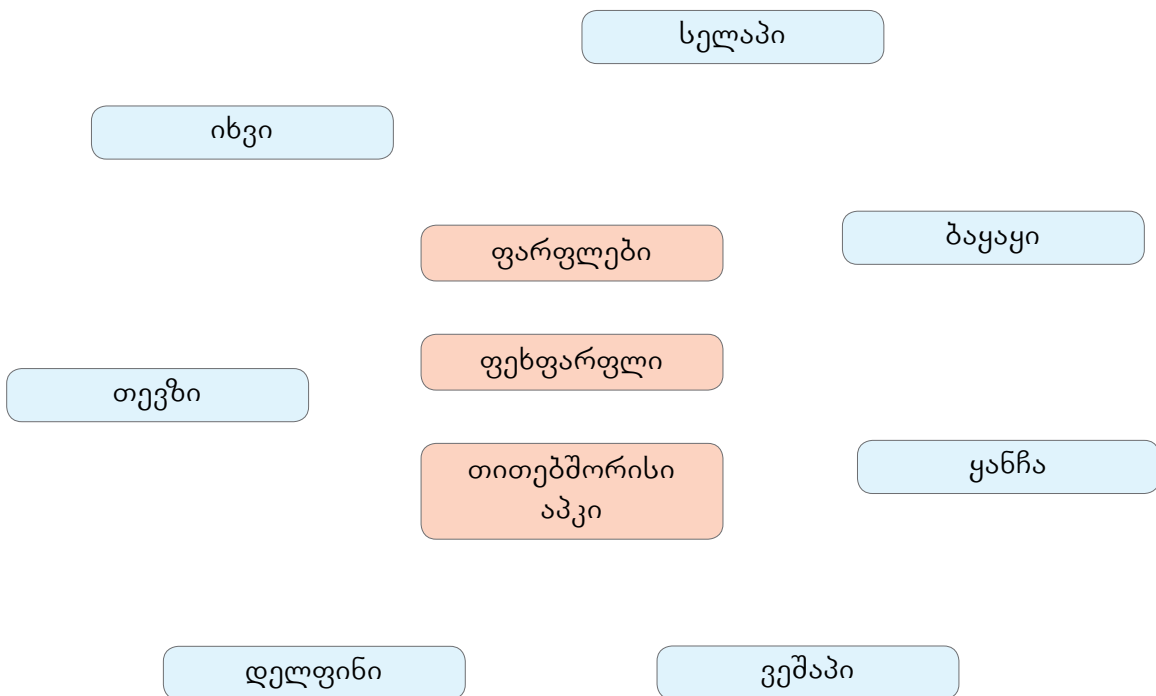 სელაპი
იხვი
ბაყაყი
ფარფლები
ფეხფარფლი
თევზი
თითებშორისი
აპკი
ყანჩა
დელფინი
ვეშაპი